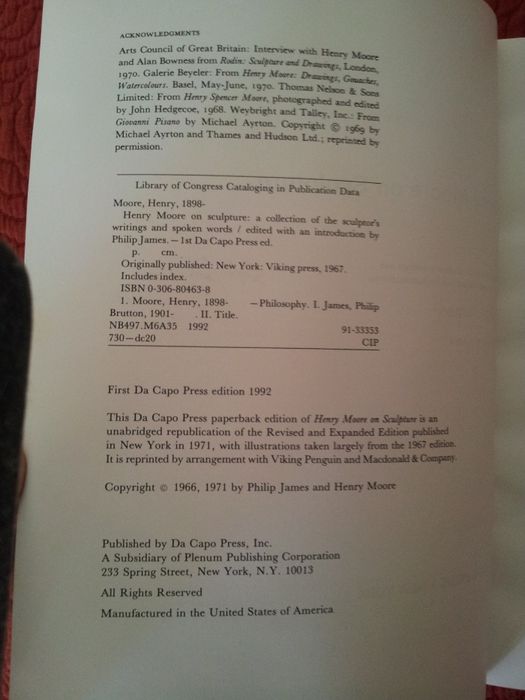 ACKNOWLEDGMENTS
Arts Council of Great Britain: Interview with Henry Moore
and Alan Bowness from Rodin: Sculpture and Drawings, London,
1970. Galerie Beyeler: From Henry Moore: Drawings, Gouaches,
Watercolours. Basel, May-June, 1970. Thomas Nelson & Sons
Limited: From Henry Spencer Moore, photographed and edited
by John Hedgecoe, 1968. Weybright and Talley, Inc.: From
Giovanni Pisano by Michael Ayrton. Copyright © 1969 by
Michael Ayrton and Thames and Hudson Ltd.; reprinted by
permission.
Library of Congress Cataloging in Publication Data
Moore, Henry, 1898-
Henry Moore on sculpture: a collection of the sculptor's
writings and spoken words / edited with an introduction by
Philip James. — 1st Da Capo Press ed.
p. cm.
Originally published: New York: Viking press, 1967.
Includes index.
ISBN 0-306-80463-8
1. Moore, Henry, 1898- —Philosophy. I. James, Philip
Brutton, 1901- . II. Title.
NB497.M6A35 1992 91-33353
730—dc20 CIP
First Da Capo Press edition 1992
This Da Capo Press paperback edition of Henry Moore on Sculpture is an
unabridged republication of the Revised and Expanded Edition published
in New York in 1971, with illustrations taken largely from the 1967 edition.
It is reprinted by arrangement with Viking Penguin and Macdonald & Company.
Copyright © 1966, 1971 by Philip James and Henry Moore
Published by Da Capo Press, Inc.
A Subsidiary of Plenum Publishing Corporation
233 Spring Street, New York, N.Y. 10013
All Rights Reserved
Manufactured in the United States of America